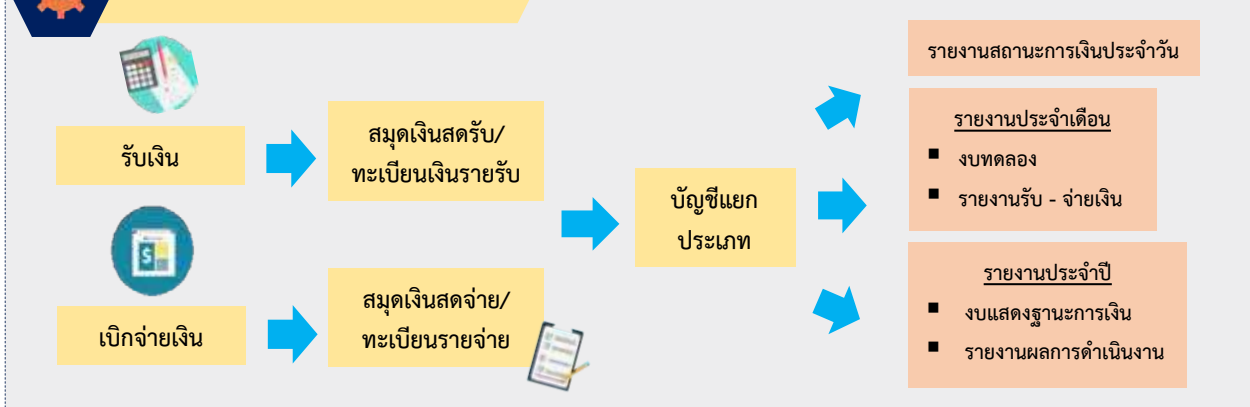 รับเงิน
สมุดเงินสดรับ/
ทะเบียนเงินรายรับ
เบิกจ่ายเงิน
สมุดเงินสดจ่าย/
ทะเบียนรายจ่าย
บัญชีแยก
ประเภท
รายงานสถานะการเงินประจำวัน
รายงานประจำเดือน
▪ งบทดลอง
▪ รายงานรับ - จ่ายเงิน
รายงานประจำปี
▪ งบแสดงฐานะการเงิน
▪ รายงานผลการดำเนินงาน